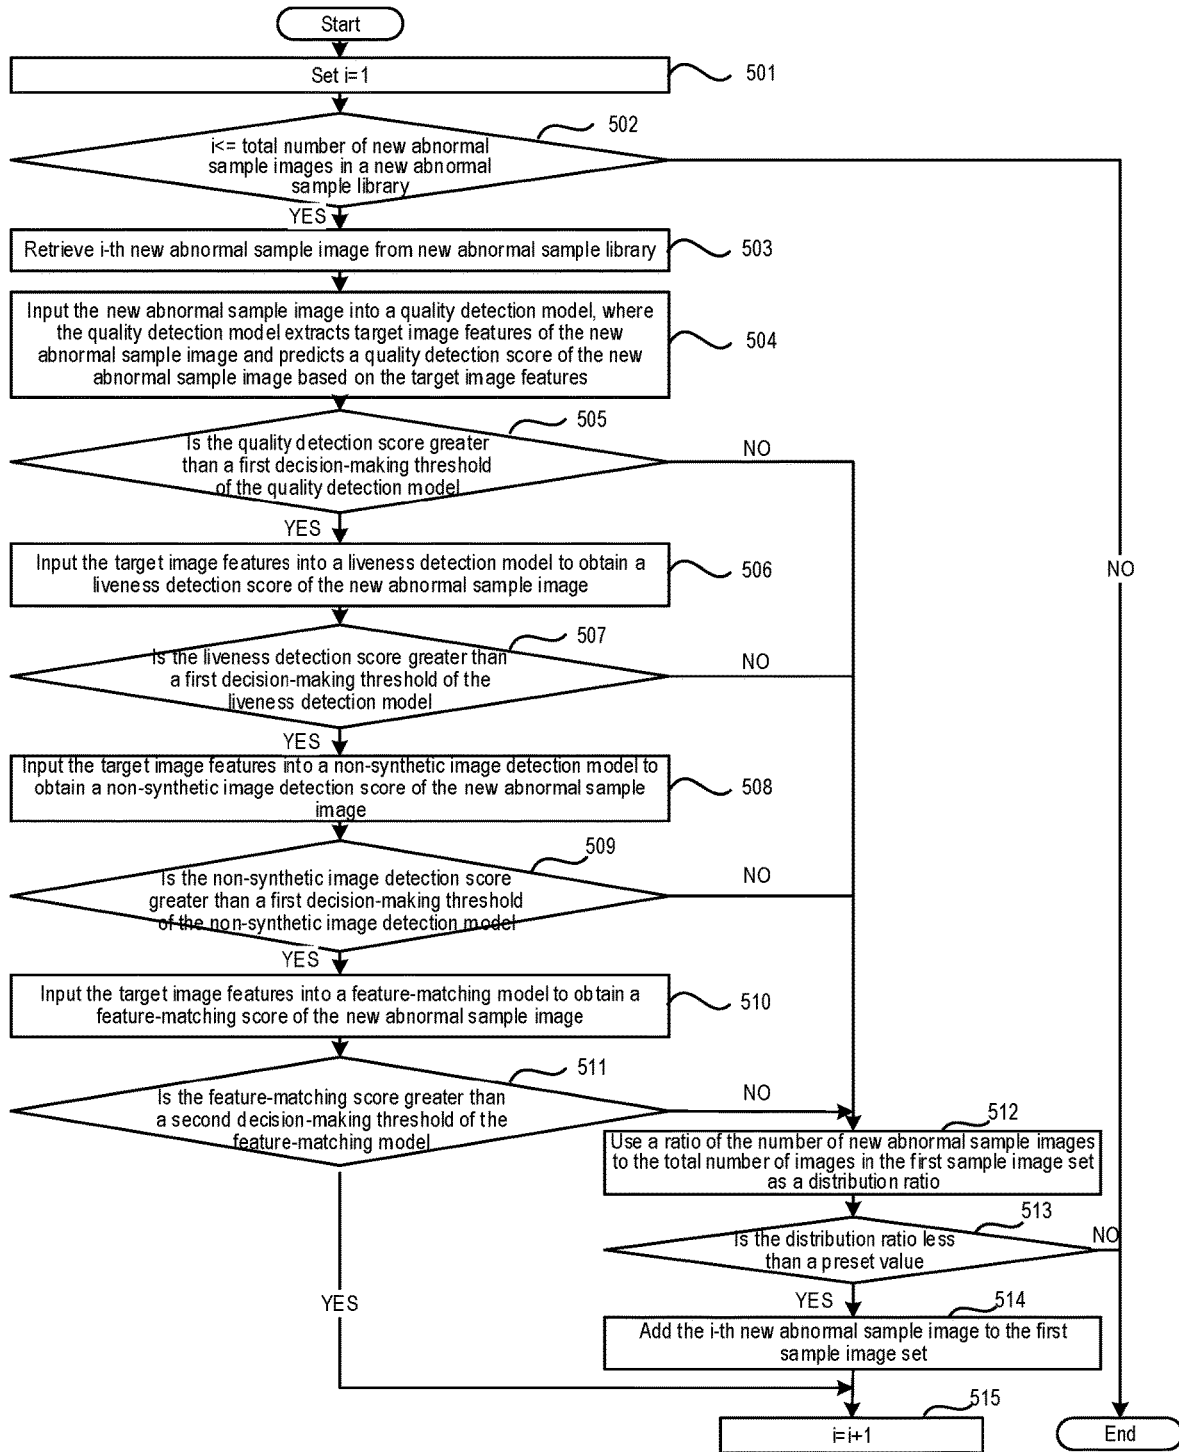 Start
Set i=1
501
502
i<= total number of new abnormal
sample images in a new abnormal
sample library
YES
Retrieve i-th new abnormal sample image from new abnormal sample library
503
Input the new abnormal sample image into a quality detection model, where
the quality detection model extracts target image features of the new
abnormal sample image and predicts a quality detection score of the new
abnormal sample image based on the target image features
504
505
Is the quality detection score greater
than a first decision-making threshold
of the quality detection model
NO
YES
Input the target image features into a liveness detection model to obtain a
liveness detection score of the new abnormal sample image
506
NO
507
Is the liveness detection score greater than
a first decision-making threshold of the
liveness detection model
NO
YES
Input the target image features into a non-synthetic image detection model to
obtain a non-synthetic image detection score of the new abnormal sample
image
508
509
Is the non-synthetic image detection score
greater than a first decision-making threshold
of the non-synthetic image detection model
NO
YES
Input the target image features into a feature-matching model to obtain a
feature-matching score of the new abnormal sample image
510
511
Is the feature-matching score greater than
a second decision-making threshold of the
feature-matching model
NO
512
Use a ratio of the number of new abnormal sample images
to the total number of images in the first sample image set
as a distribution ratio
513
Is the distribution ratio less
than a preset value
NO
YES
YES
514
Add the i-th new abnormal sample image to the first
sample image set
515
i=i+1
End